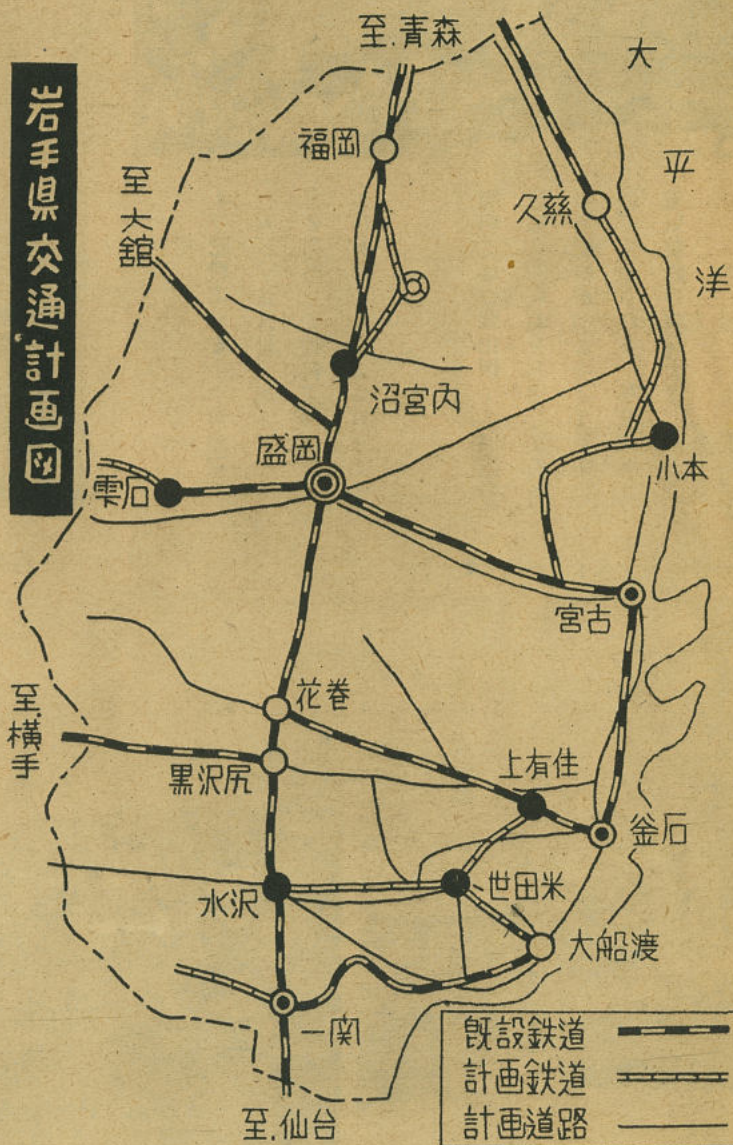 岩手県交通計画図
至.青森
大平洋
福岡
久慈
至大舘
沼宮内
盛岡
小本
雫石
宮古
花巻
至.横手
上有住
黒沢尻
釜石
世田米
水沢
大船渡
一関
既設鉄道
計画鉄道
計画道路
至.仙台